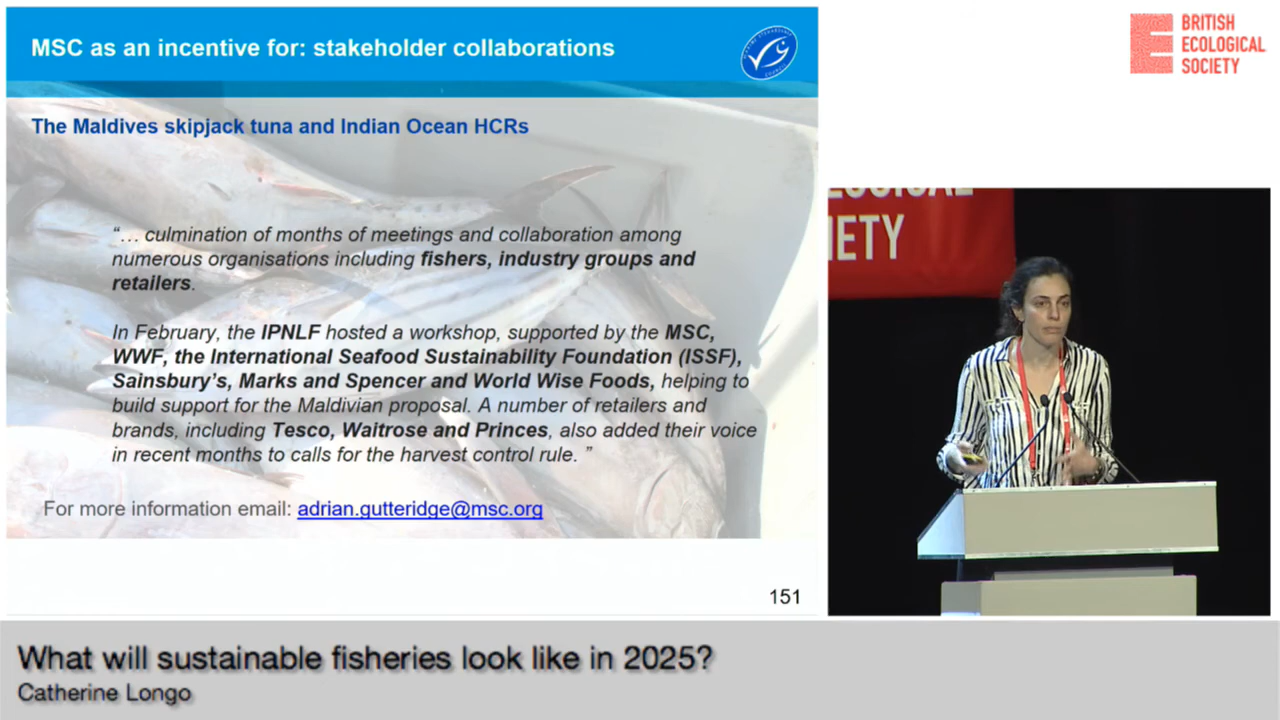 MSC as an incentive for: stakeholder collaborations
BRITISH
ECOLOGICAL
SOCIETY
The Maldives skipjack tuna and Indian Ocean HCRs
“… culmination of months of meetings and collaboration among
numerous organisations including fishers, industry groups and
retailers.
In February, the IPNLF hosted a workshop, supported by the MSC,
WWF, the International Seafood Sustainability Foundation (ISSF),
Sainsbury’s, Marks and Spencer and World Wise Foods, helping to
build support for the Maldivian proposal. A number of retailers and
brands, including Tesco, Waitrose and Princes, also added their voice
in recent months to calls for the harvest control rule. ”
For more information email: adrian.gutteridge@msc.org
151
What will sustainable fisheries look like in 2025?
Catherine Longo